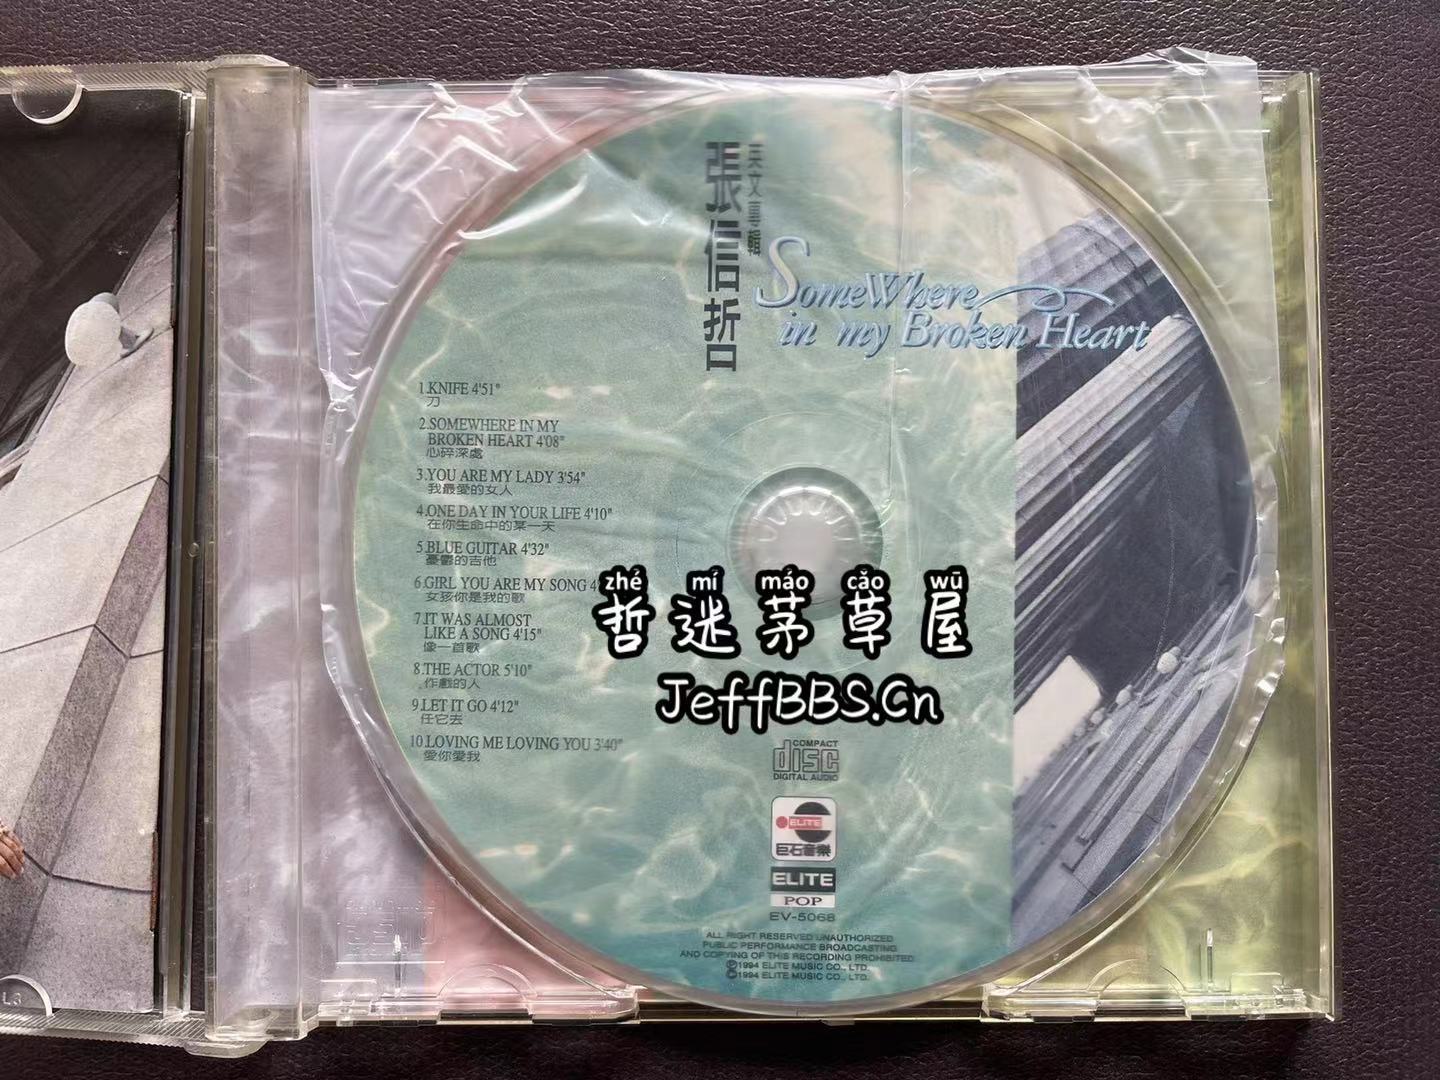 張信哲
英文專輯
SomeWhere
in my Broken Heart
1.KNIFE 4'51"
刀
2.SOMEWHERE IN MY
BROKEN HEART 4'08"
心碎深處
3.YOU ARE MY LADY 3'54"
我最愛的女人
4.ONE DAY IN YOUR LIFE 4'10"
在你生命中的某一天
5.BLUE GUITAR 4'32"
憂鬱的吉他
6.GIRL YOU ARE MY SONG
女孩你是我的歌
7.IT WAS ALMOST
LIKE A SONG 4'15"
像一首歌
8.THE ACTOR 5'10"
作戲的人
9.LET IT GO 4'12"
任它去
10.LOVING ME LOVING YOU 3'40"
愛你愛我
zhé mí máo cǎo wū
哲迷茅草屋
JeffBBS.Cn
COMPACT
disc
DIGITAL AUDIO
ELITE
巨石音樂
ELITE
POP
EV-5068
ALL RIGHT RESERVED UNAUTHORIZED
PUBLIC PERFORMANCE BROADCASTING
AND COPYING OF THIS RECORDING PROHIBITED
Ⓟ1994 ELITE MUSIC CO., LTD.
©1994 ELITE MUSIC CO., LTD.
L3